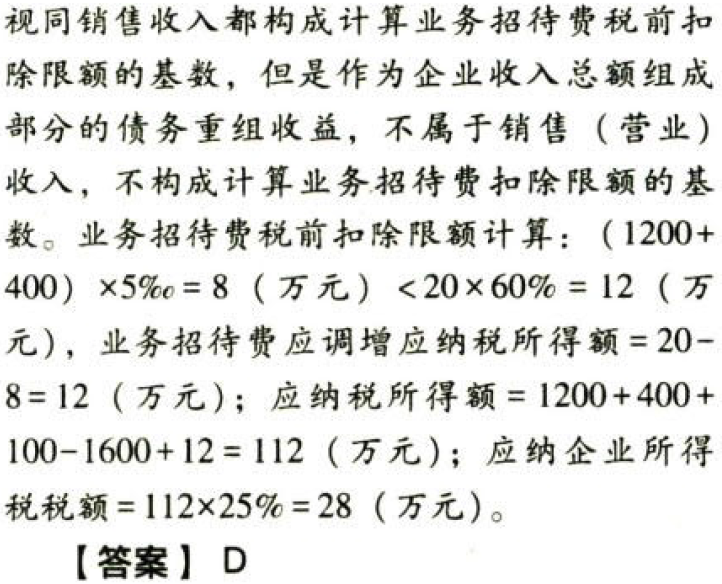 视同销售收入都构成计算业务招待费税前扣
除限额的基数，但是作为企业收入总额组成
部分的债务重组收益，不属于销售（营业）
收入，不构成计算业务招待费扣除限额的基
数。业务招待费税前扣除限额计算：（1200+
400）×5‰=8（万元）<20×60%=12（万
元），业务招待费应调增应纳税所得额=20-
8=12（万元）；应纳税所得额=1200+400+
100-1600+12=112（万元）；应纳企业所得
税税额=112×25%=28（万元）。
【答案】 D